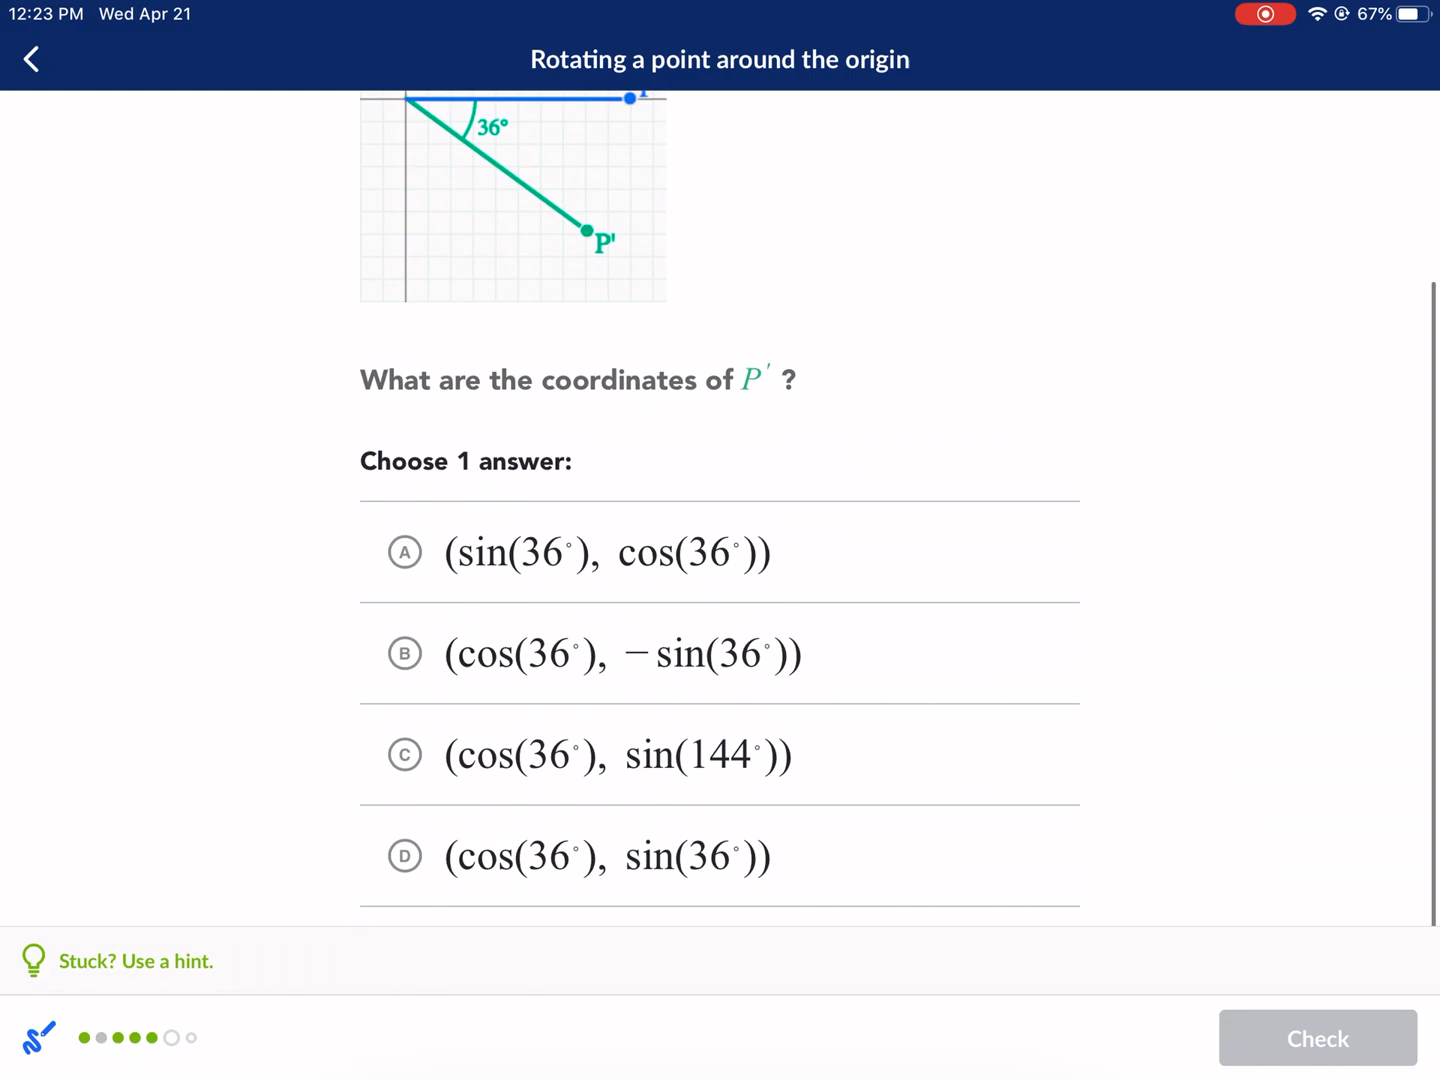 12:23 PM Wed Apr 21
67%
Rotating a point around the origin
36°
P'
What are the coordinates of P′ ?
Choose 1 answer:
A (sin(36°), cos(36°))
B (cos(36°), −sin(36°))
C (cos(36°), sin(144°))
D (cos(36°), sin(36°))
Stuck? Use a hint.
Check